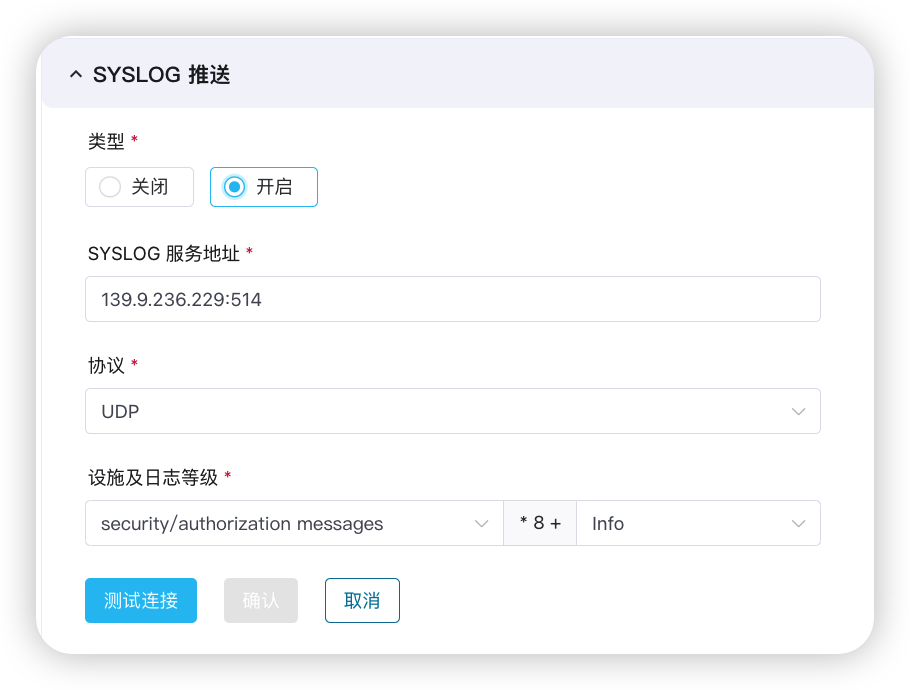 SYSLOG 推送
类型 *
关闭 开启
SYSLOG 服务地址 *
139.9.236.229:514
协议 *
UDP
设施及日志等级 *
security/authorization messages * 8 + Info
测试连接 确认 取消